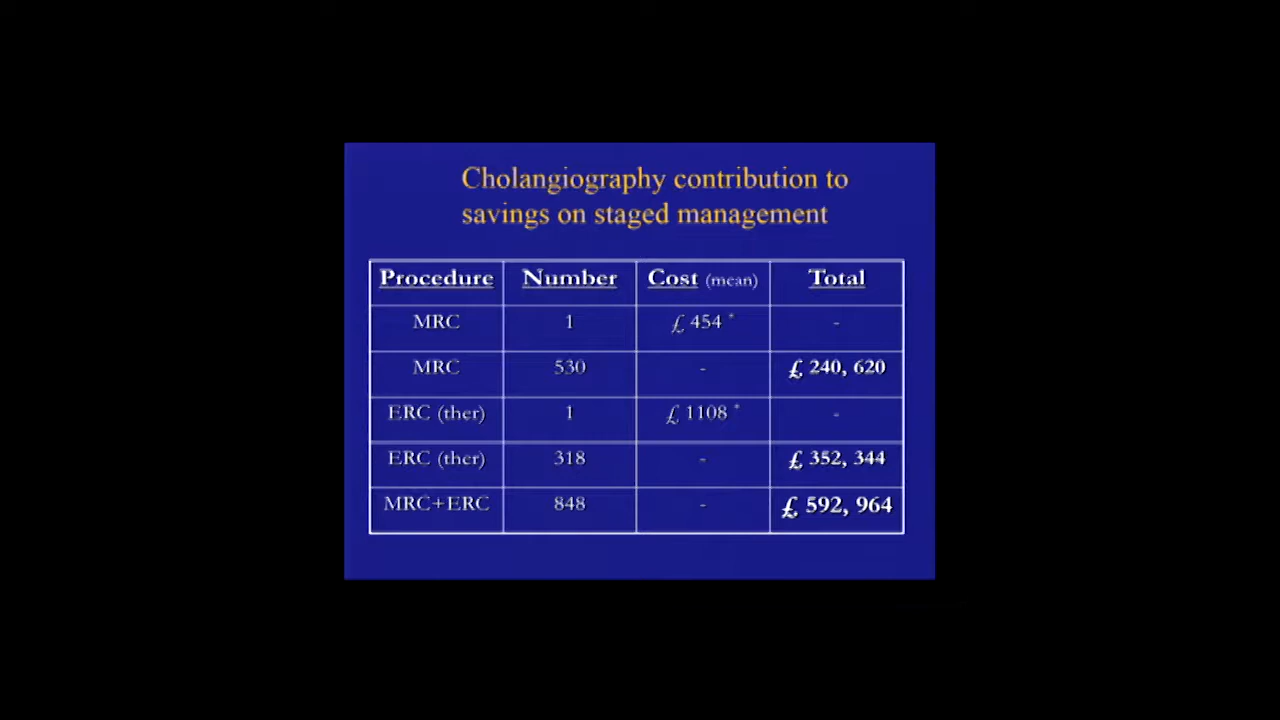 Cholangiography contribution to
savings on staged management
Procedure Number Cost (mean) Total
MRC 1 £ 454 * -
MRC 530 - £ 240, 620
ERC (ther) 1 £ 1108 * -
ERC (ther) 318 - £ 352, 344
MRC+ERC 848 - £ 592, 964